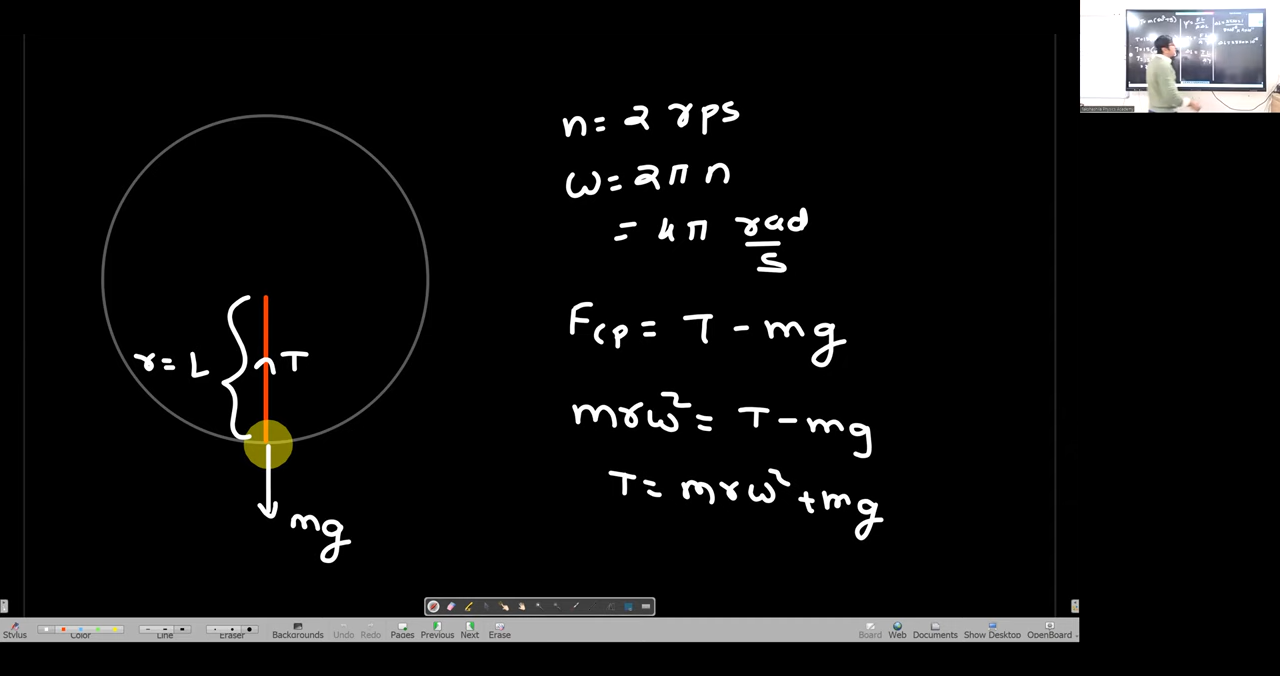 n = 2 rps
ω = 2π n
= 4π rad/s
F_cp = T - mg
mrω² = T - mg
T = mrω² + mg
r = L
T
mg
Stylus
Color
Line
Eraser
Backgrounds
Undo
Redo
Pages
Previous
Next
Erase
Board
Web
Documents
Show Desktop
OpenBoard